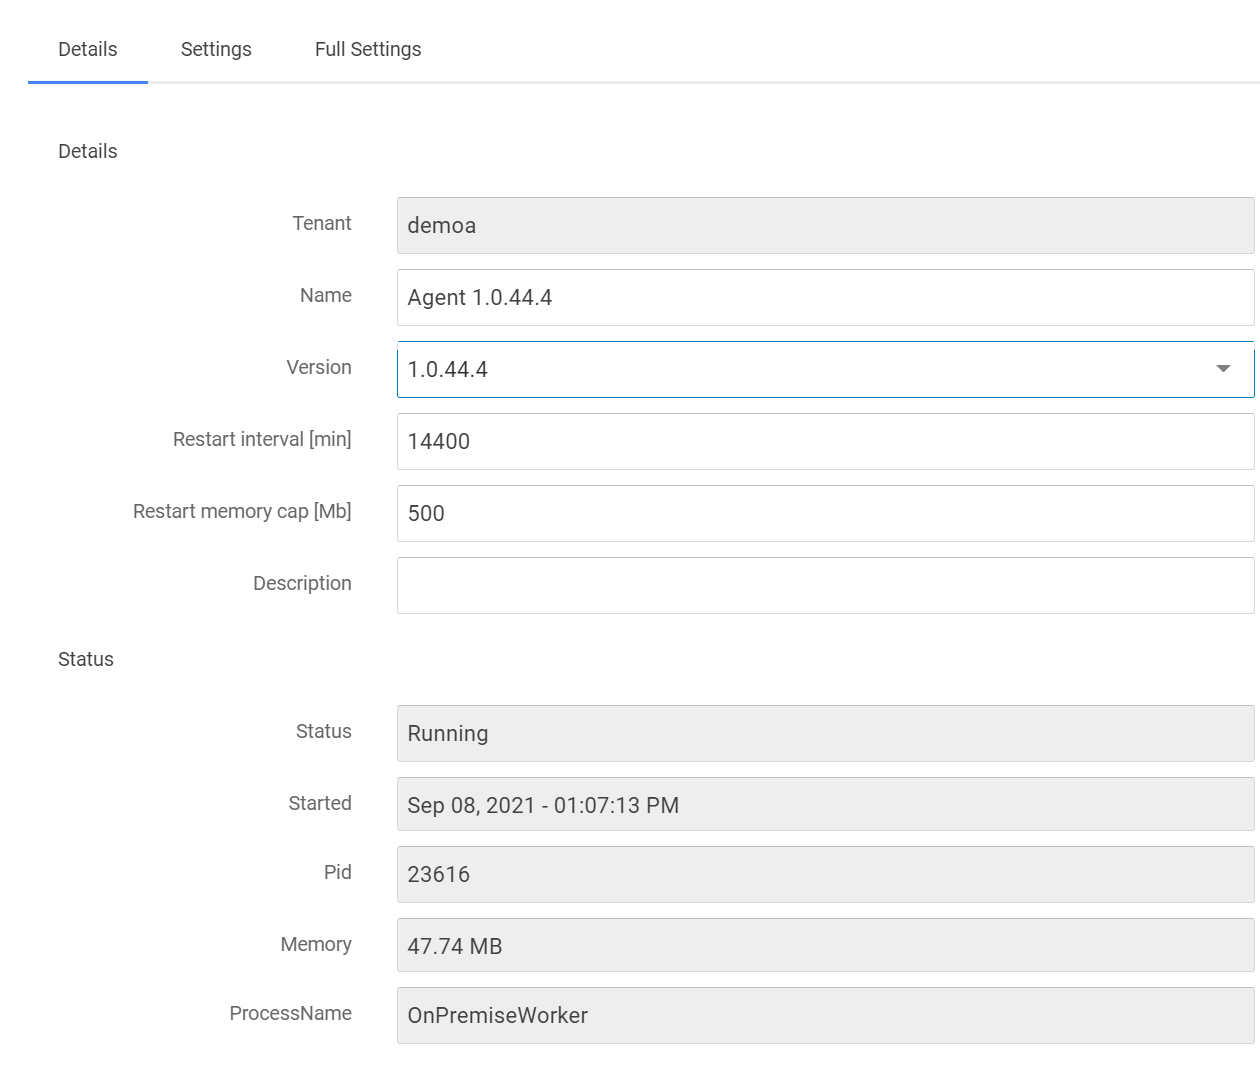 Details Settings Full Settings
Details
Tenant demoa
Name Agent 1.0.44.4
Version 1.0.44.4
Restart interval [min] 14400
Restart memory cap [Mb] 500
Description
Status
Status Running
Started Sep 08, 2021 - 01:07:13 PM
Pid 23616
Memory 47.74 MB
ProcessName OnPremiseWorker